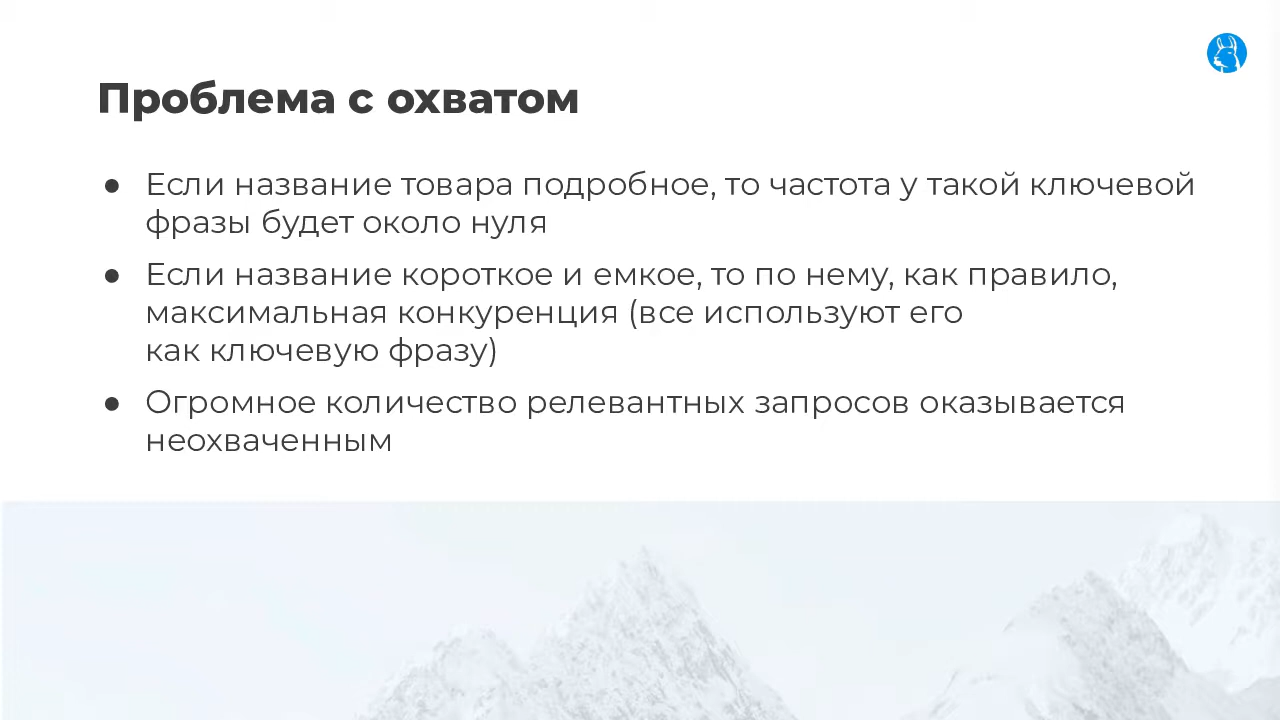 Проблема с охватом
● Если название товара подробное, то частота у такой ключевой
фразы будет около нуля
● Если название короткое и емкое, то по нему, как правило,
максимальная конкуренция (все используют его
как ключевую фразу)
● Огромное количество релевантных запросов оказывается
неохваченным